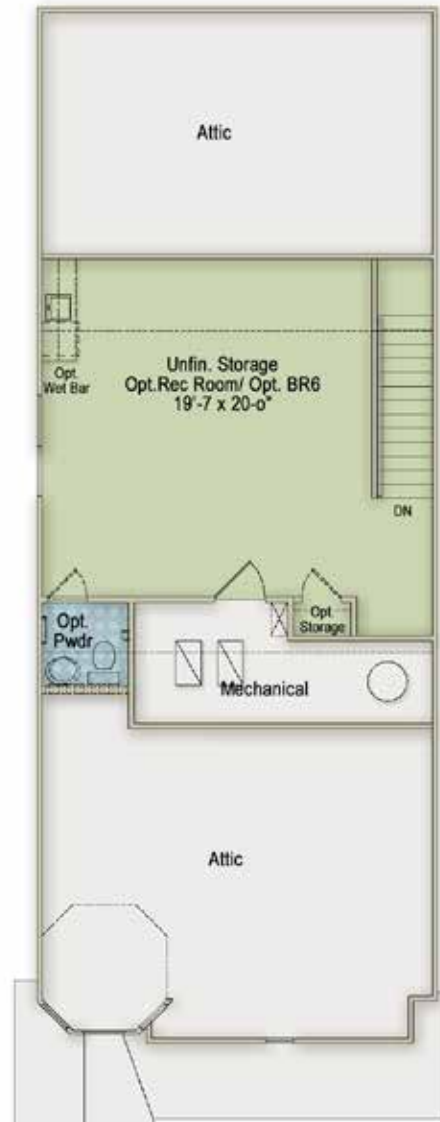 Attic
Unfin. Storage
Opt.Rec Room/ Opt. BR6
19'-7 x 20-o"
Opt.
Wet Bar
DN
Opt.
Pwdr
Opt
Storage
Mechanical
Attic